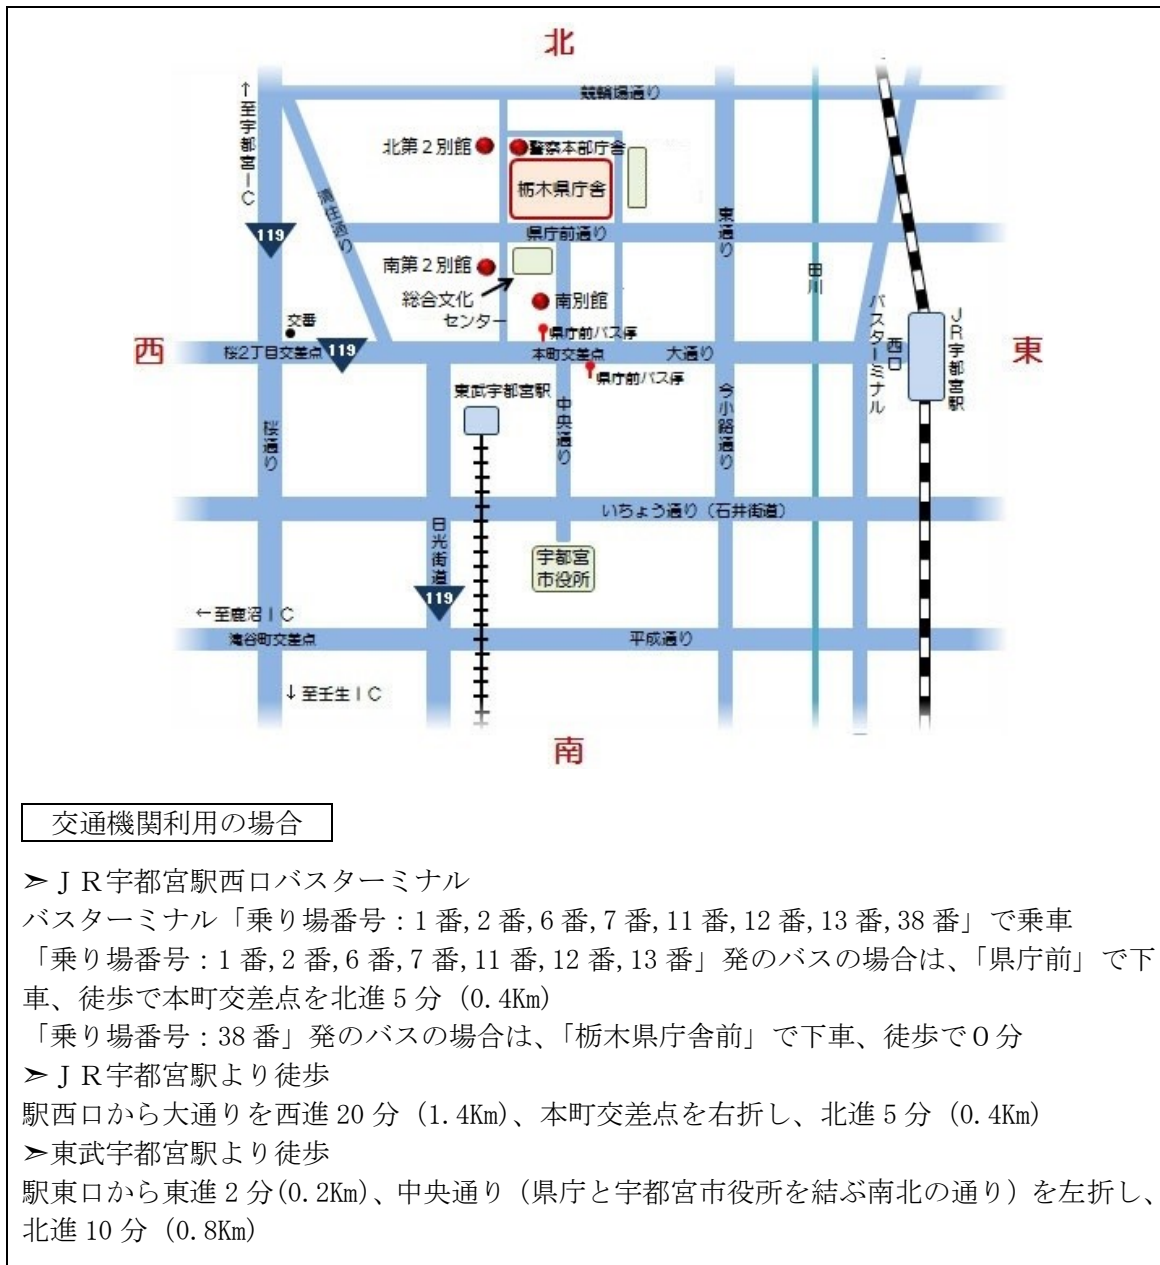 北
競輪場通り
↑至宇都宮IC
北第2別館
警察本部庁舎
栃木県庁舎
清住通り
119
県庁前通り
東通り
田川
南第2別館
総合文化
センター
南別館
交番
県庁前バス停
西
桜2丁目交差点
119
本町交差点
大通り
バスターミナル
西口
JR宇都宮駅
東
県庁前バス停
東武宇都宮駅
中央通り
今小路通り
桜通り
いちょう通り（石井街道）
日光街道
119
宇都宮
市役所
←至鹿沼IC
滝谷町交差点
平成通り
↓至壬生IC
南
交通機関利用の場合
➣ＪＲ宇都宮駅西口バスターミナル
バスターミナル「乗り場番号：1番,2番,6番,7番,11番,12番,13番,38番」で乗車
「乗り場番号：1番,2番,6番,7番,11番,12番,13番」発のバスの場合は、「県庁前」で下
車、徒歩で本町交差点を北進5分（0.4Km）
「乗り場番号：38番」発のバスの場合は、「栃木県庁舎前」で下車、徒歩で０分
➣ＪＲ宇都宮駅より徒歩
駅西口から大通りを西進20分（1.4Km）、本町交差点を右折し、北進5分（0.4Km）
➣東武宇都宮駅より徒歩
駅東口から東進2分(0.2Km)、中央通り（県庁と宇都宮市役所を結ぶ南北の通り）を左折し、
北進10分（0.8Km）